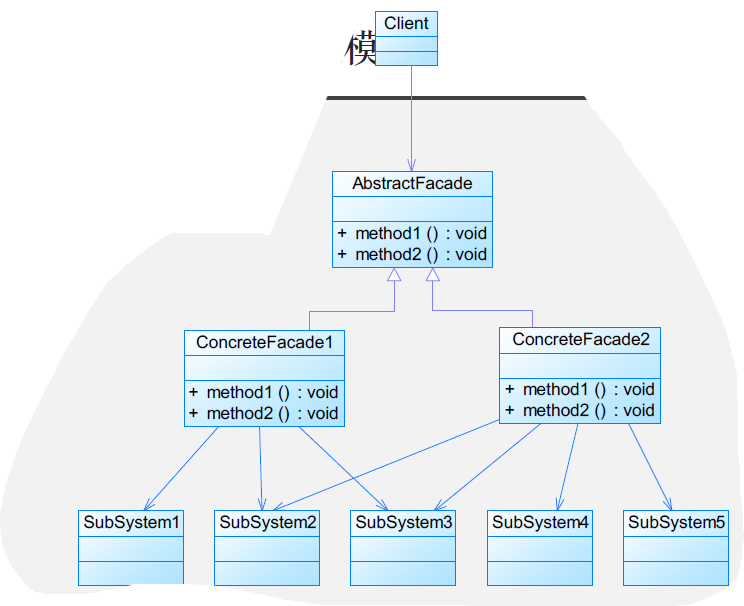 模
Client
AbstractFacade
+ method1 () : void
+ method2 () : void
ConcreteFacade1
+ method1 () : void
+ method2 () : void
ConcreteFacade2
+ method1 () : void
+ method2 () : void
SubSystem1
SubSystem2
SubSystem3
SubSystem4
SubSystem5